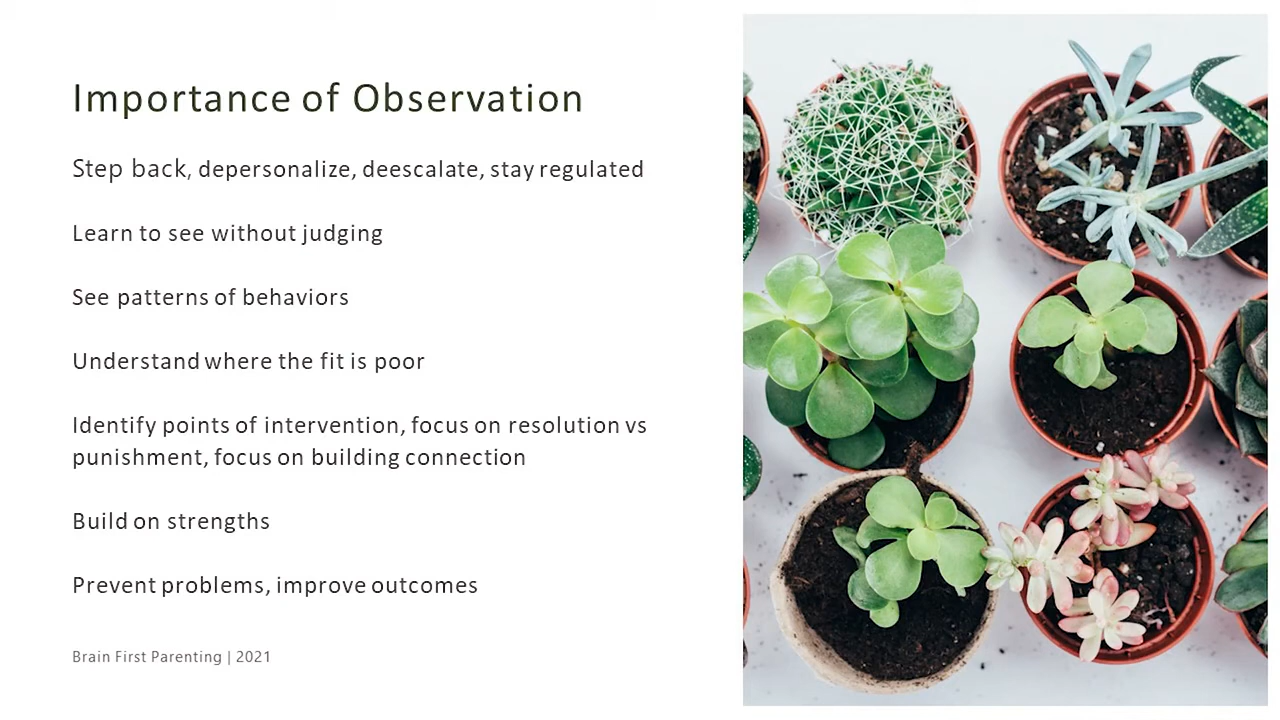 Importance of Observation
Step back, depersonalize, deescalate, stay regulated
Learn to see without judging
See patterns of behaviors
Understand where the fit is poor
Identify points of intervention, focus on resolution vs
punishment, focus on building connection
Build on strengths
Prevent problems, improve outcomes
Brain First Parenting | 2021